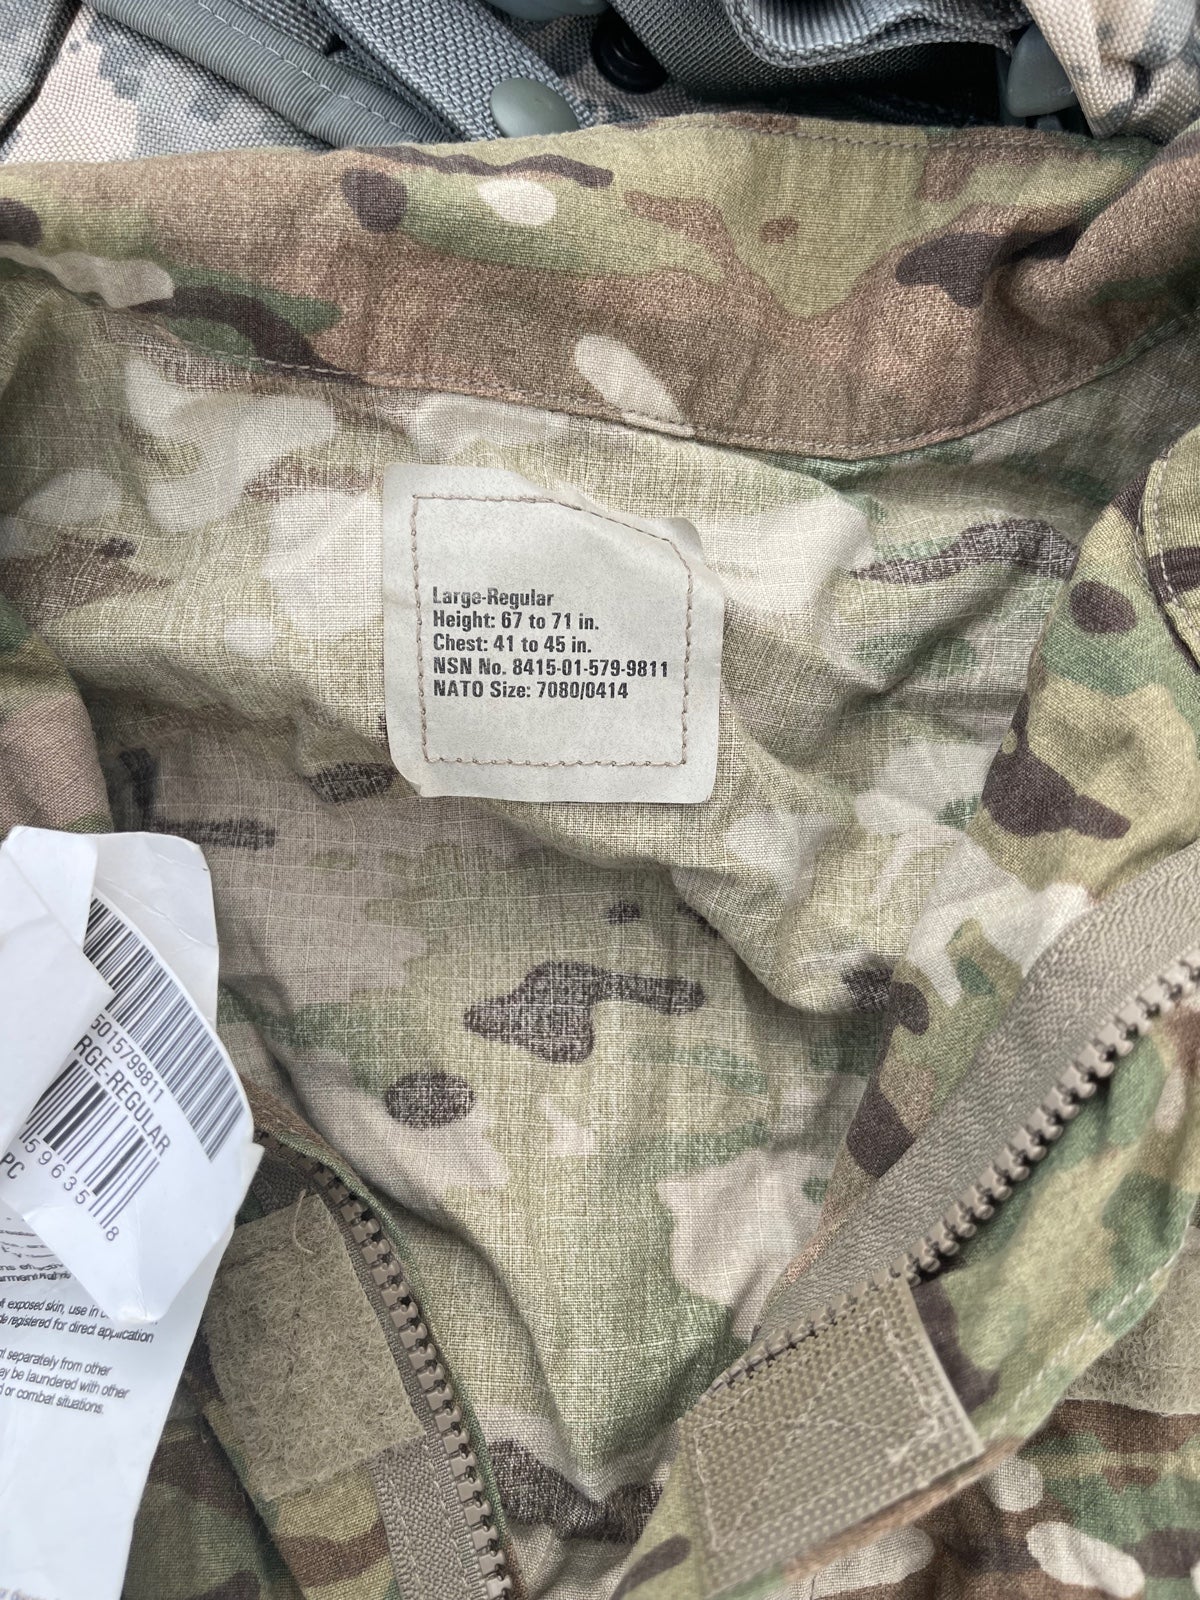 Large-Regular
Height: 67 to 71 in.
Chest: 41 to 45 in.
NSN No. 8415-01-579-9811
NATO Size: 7080/0414
5015799811
RGE-REGULAR
59635 8
PC
exposed skin, use in
registered for direct application
separately from other
may be laundered with other
or combat situations.